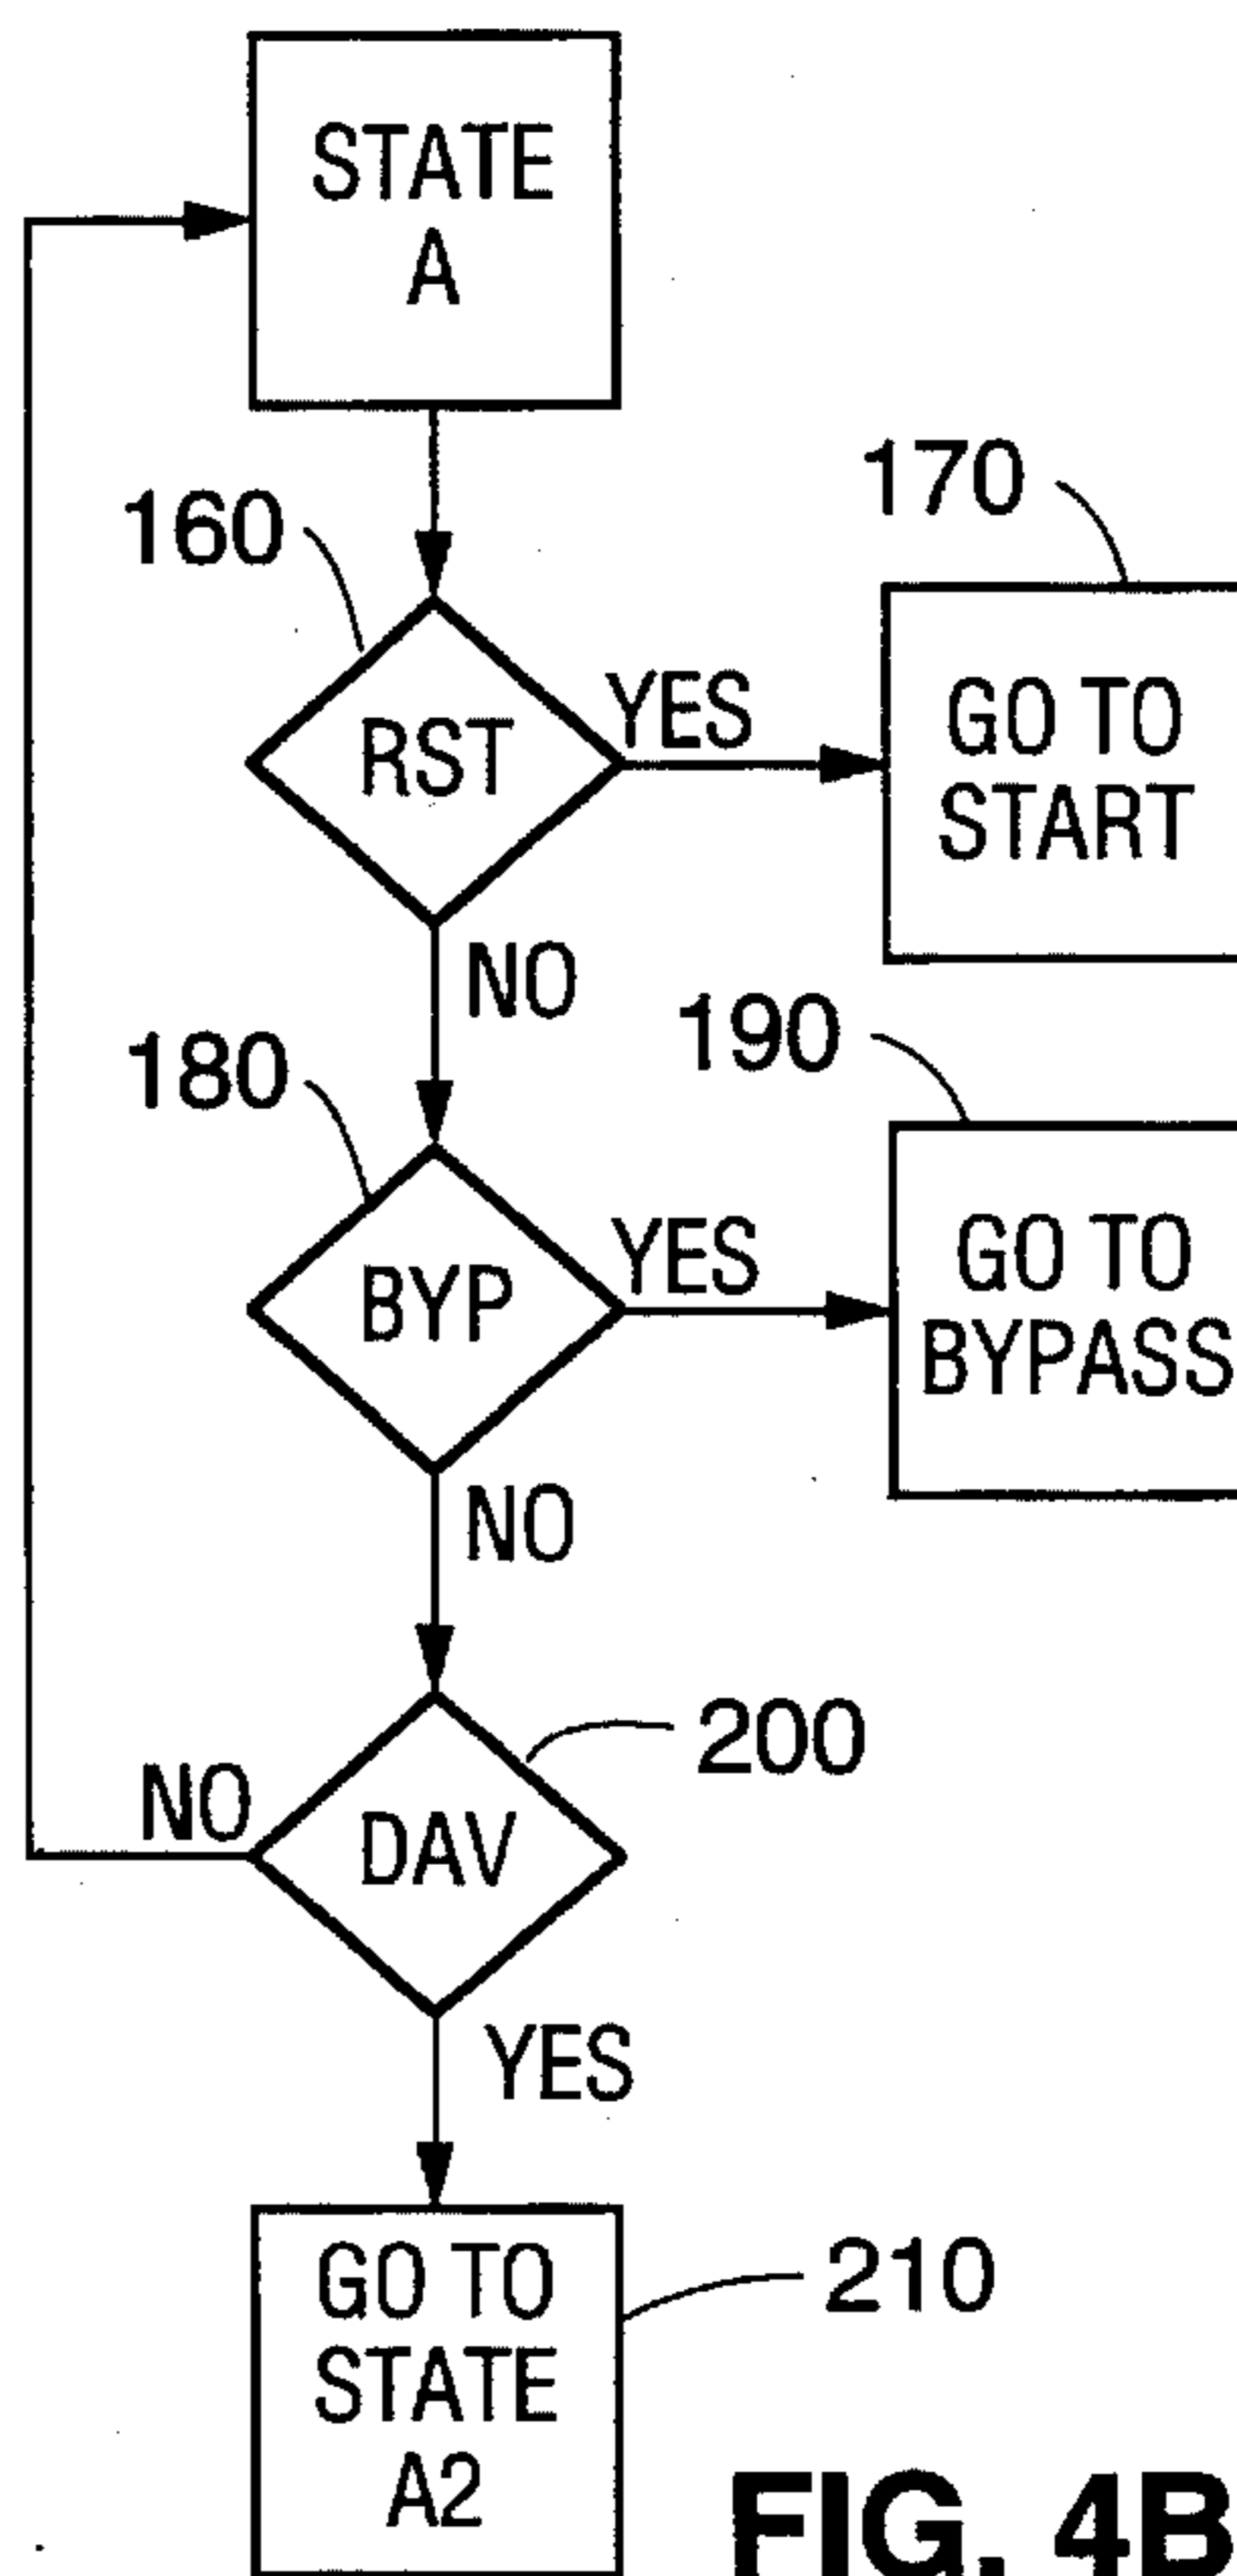 STATE
A
160
170
RST
YES
GO TO
START
NO
180
190
BYP
YES
GO TO
BYPASS
NO
200
NO
DAV
YES
GO TO
STATE
A2
210
FIG. 4B